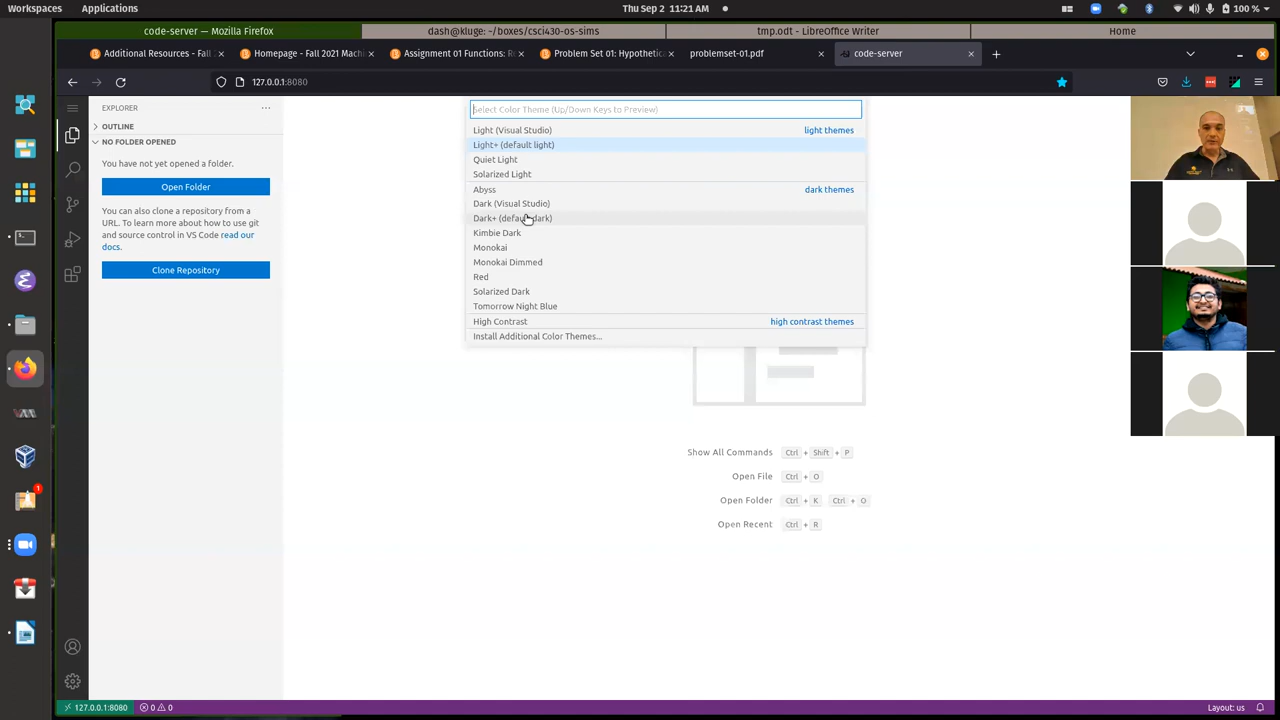 Workspaces
Applications
Thu Sep 2 11:21 AM
100 %
code-server — Mozilla Firefox
dash@kluge: ~/boxes/csci430-os-sims
tmp.odt - LibreOffice Writer
Home
Additional Resources - Fall
Homepage - Fall 2021 Machi
Assignment 01 Functions: R
Problem Set 01: Hypothetic
problemset-01.pdf
code-server
127.0.0.1:8080
EXPLORER
OUTLINE
NO FOLDER OPENED
You have not yet opened a folder.
Open Folder
You can also clone a repository from a
URL. To learn more about how to use git
and source control in VS Code read our
docs.
Clone Repository
Select Color Theme (Up/Down Keys to Preview)
Light (Visual Studio) light themes
Light+ (default light)
Quiet Light
Solarized Light
Abyss dark themes
Dark (Visual Studio)
Dark+ (default dark)
Kimbie Dark
Monokai
Monokai Dimmed
Red
Solarized Dark
Tomorrow Night Blue
High Contrast high contrast themes
Install Additional Color Themes...
Show All Commands Ctrl + Shift + P
Open File Ctrl + O
Open Folder Ctrl + K Ctrl + O
Open Recent Ctrl + R
1
127.0.0.1:8080
0 0
Layout: us